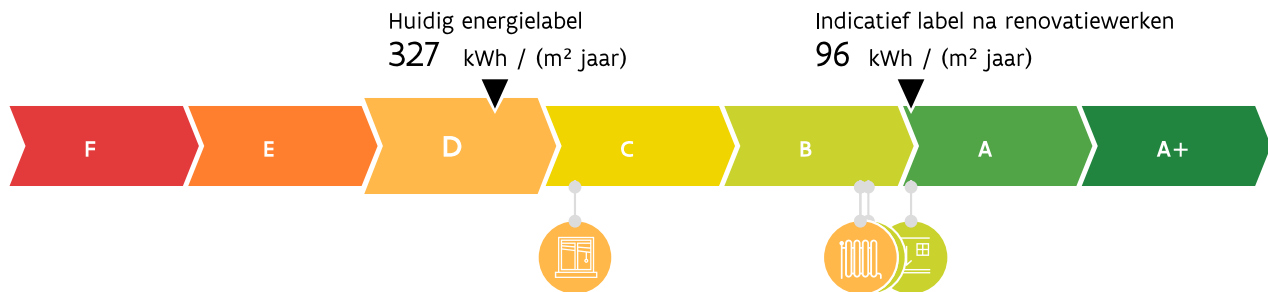 Huidig energielabel
327 kWh / (m² jaar)
Indicatief label na renovatiewerken
96 kWh / (m² jaar)
F E D C B A A+